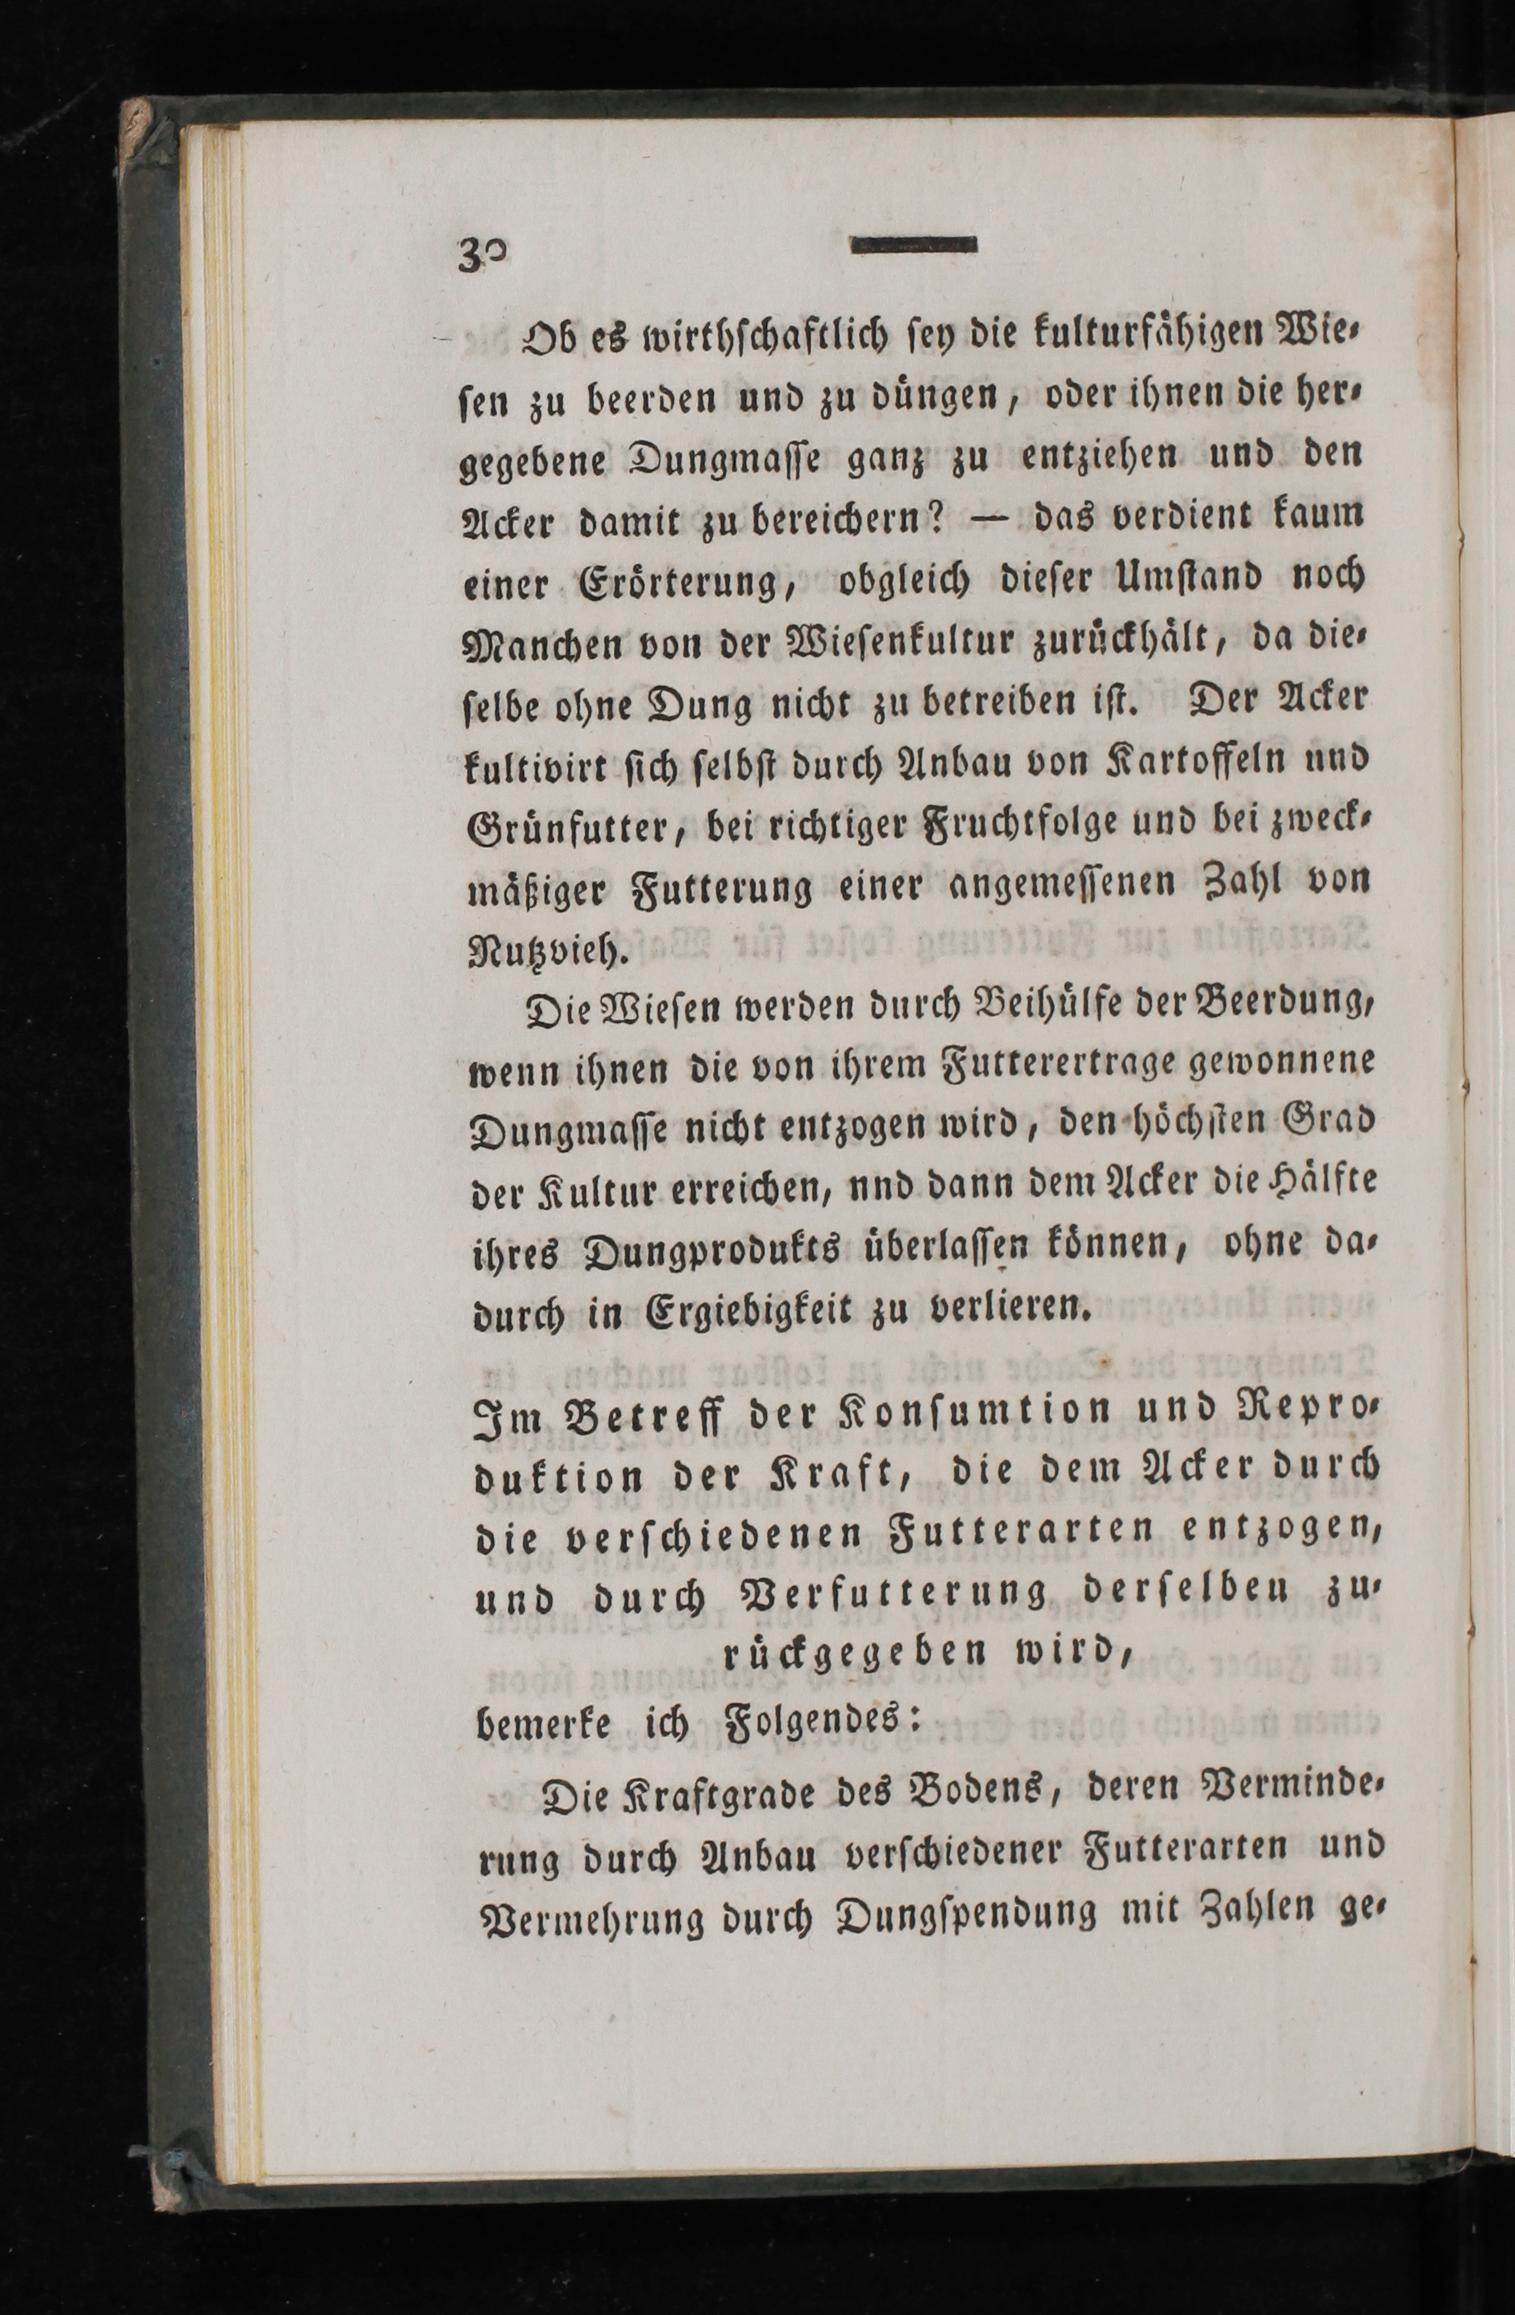 30
Ob es wirthſchaftlich ſey die kulturfähigen Wie⸗
ſen zu beerden und zu düngen, oder ihnen die her⸗
gegebene Dungmaſſe ganz zu entziehen und den
Acker damit zu bereichern? — das verdient kaum
einer Erörterung, obgleich dieſer Umſtand noch
Manchen von der Wieſenkultur zurückhält, da die⸗
ſelbe ohne Dung nicht zu betreiben iſt. Der Acker
kultivirt ſich ſelbſt durch Anbau von Kartoffeln und
Grünfutter, bei richtiger Fruchtfolge und bei zweck⸗
mäßiger Futterung einer angemeſſenen Zahl von
Nutzvieh.
Die Wieſen werden durch Beihülfe der Beerdung,
wenn ihnen die von ihrem Futterertrage gewonnene
Dungmaſſe nicht entzogen wird, den höchſten Grad
der Kultur erreichen, nnd dann dem Acker die Hälfte
ihres Dungprodukts überlaſſen können, ohne da⸗
durch in Ergiebigkeit zu verlieren.
Im Betreff der Konſumtion und Repro⸗
duktion der Kraft, die dem Acker durch
die verſchiedenen Futterarten entzogen,
und durch Verfutterung derſelben zu⸗
rückgegeben wird,
bemerke ich Folgendes:
Die Kraftgrade des Bodens, deren Verminde⸗
rung durch Anbau verſchiedener Futterarten und
Vermehrung durch Dungſpendung mit Zahlen ge⸗